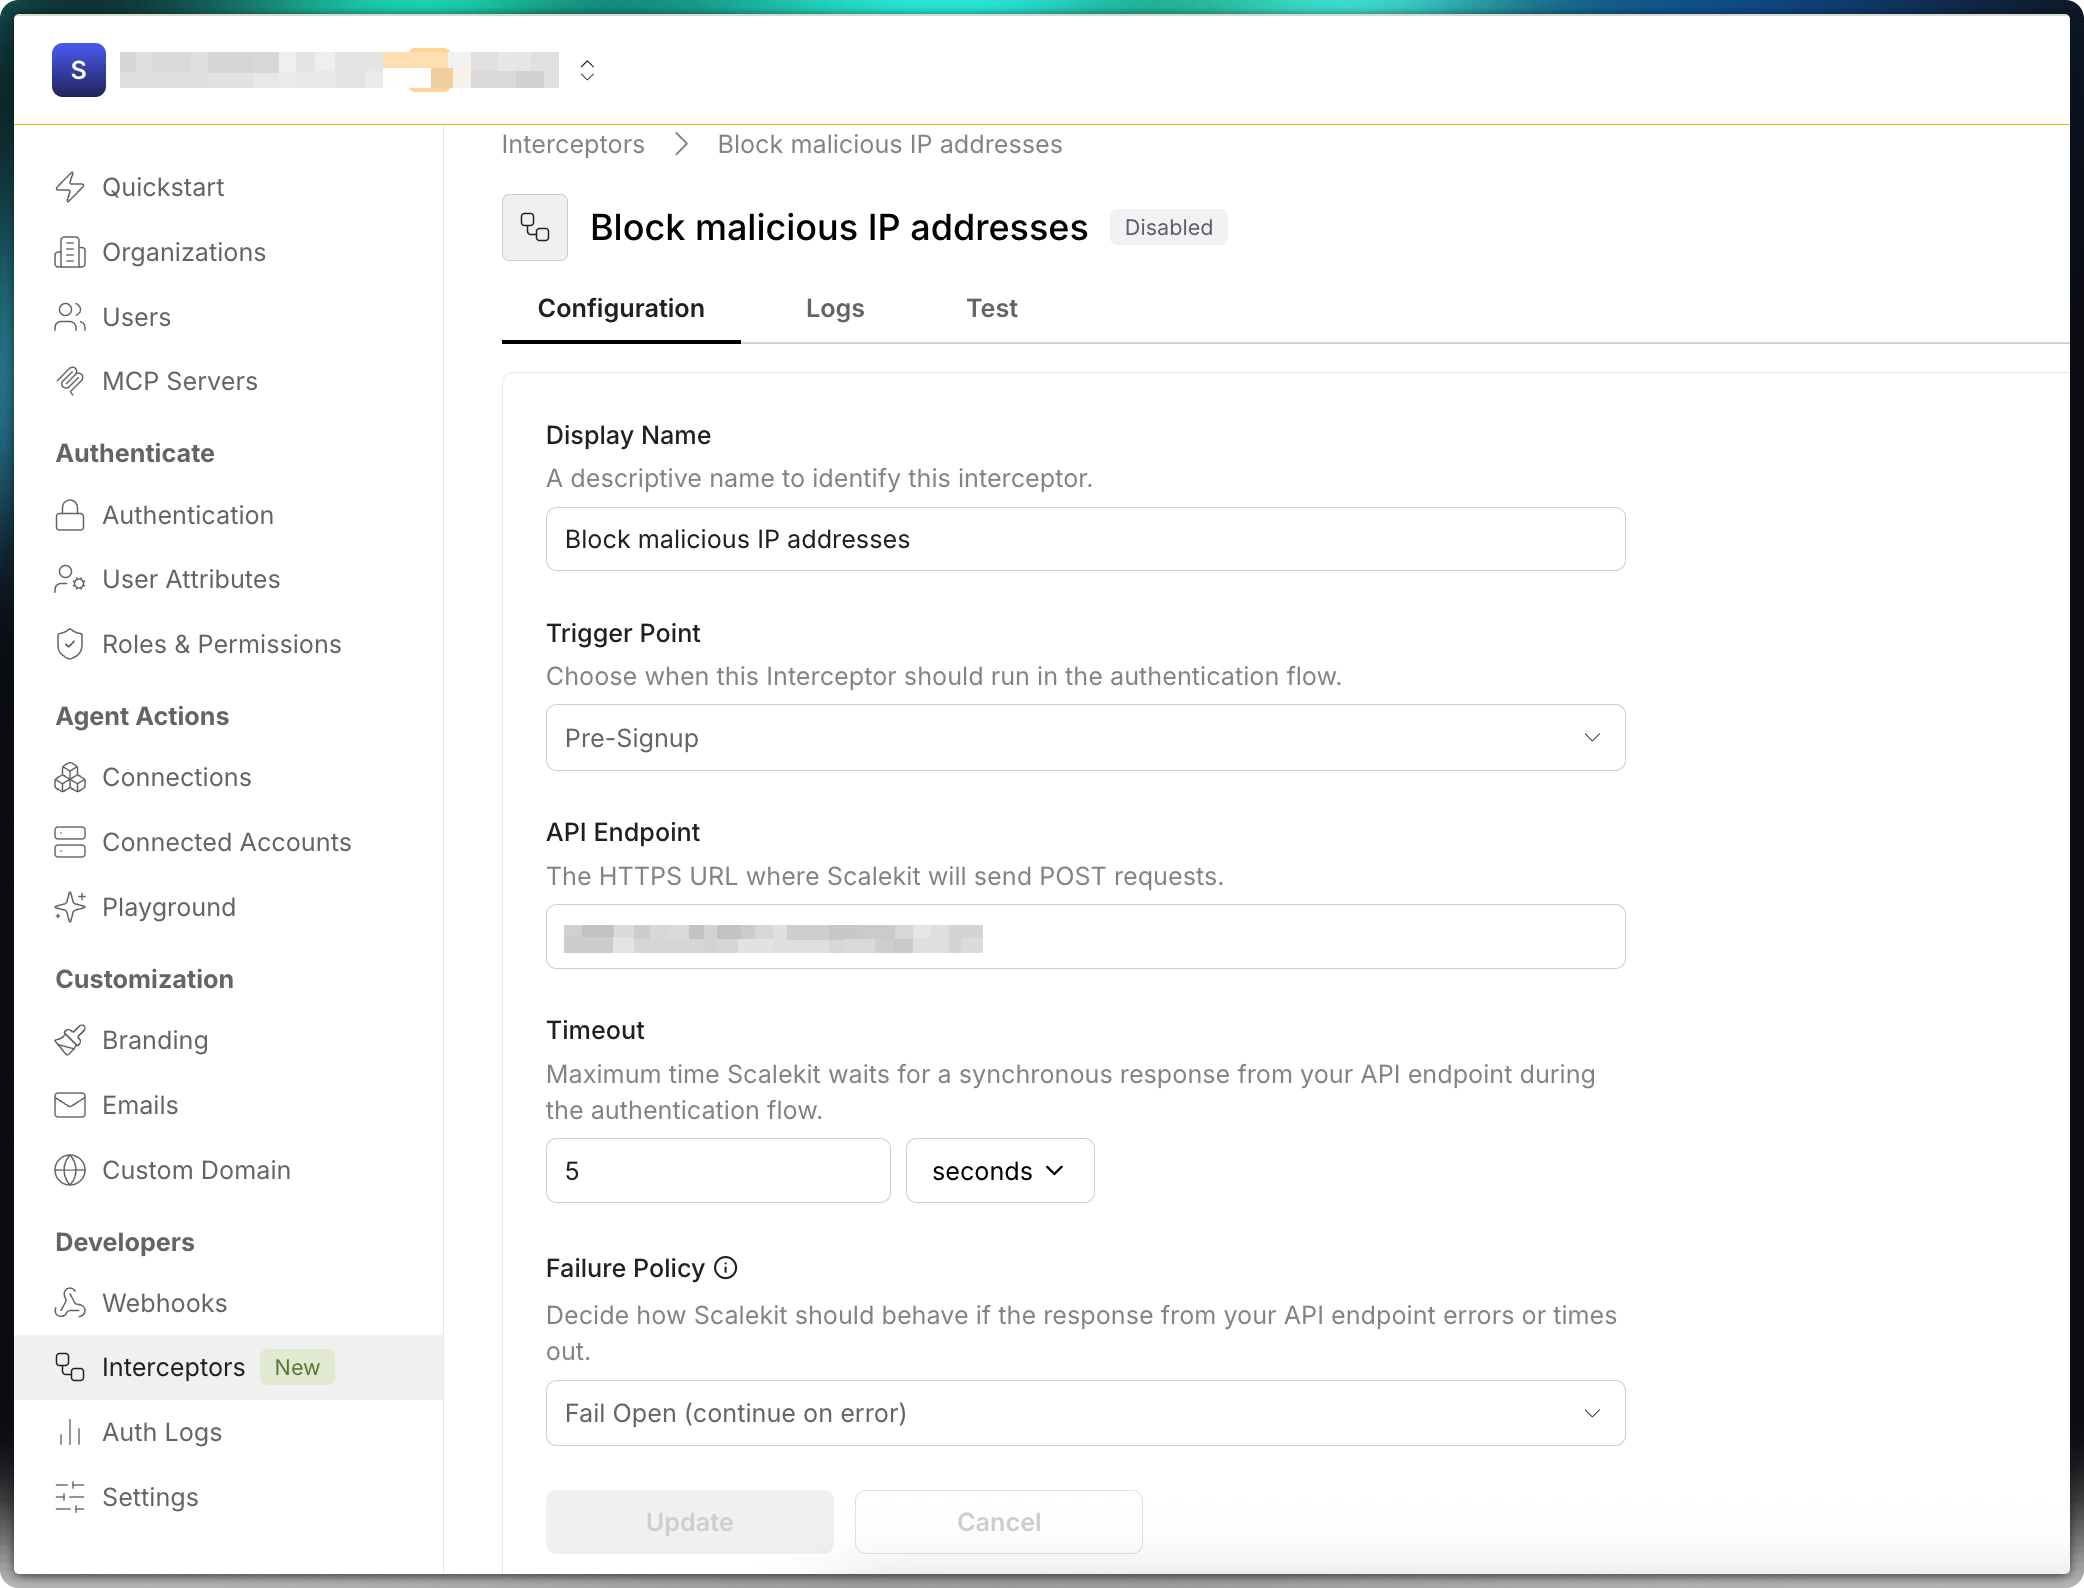 S
Quickstart
Organizations
Users
MCP Servers
Authenticate
Authentication
User Attributes
Roles & Permissions
Agent Actions
Connections
Connected Accounts
Playground
Customization
Branding
Emails
Custom Domain
Developers
Webhooks
Interceptors New
Auth Logs
Settings
Interceptors Block malicious IP addresses
Block malicious IP addresses Disabled
Configuration Logs Test
Display Name
A descriptive name to identify this interceptor.
Block malicious IP addresses
Trigger Point
Choose when this Interceptor should run in the authentication flow.
Pre-Signup
API Endpoint
The HTTPS URL where Scalekit will send POST requests.
Timeout
Maximum time Scalekit waits for a synchronous response from your API endpoint during
the authentication flow.
5 seconds
Failure Policy
Decide how Scalekit should behave if the response from your API endpoint errors or times
out.
Fail Open (continue on error)
Update Cancel